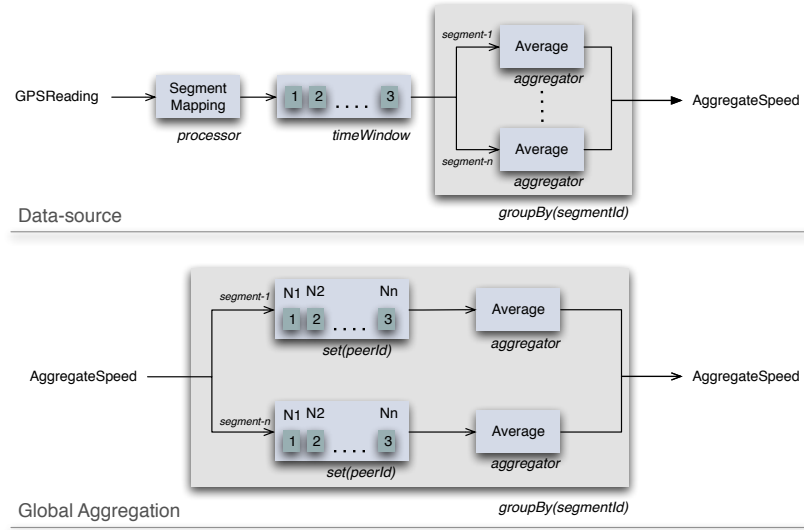 segment-1
Average
aggregator
GPSReading
Segment
Mapping
processor
1 2 . . . . 3
timeWindow
AggregateSpeed
segment-n
Average
aggregator
Data-source
groupBy(segmentId)
segment-1
N1 N2 Nn
1 2 . . . . 3
set(peerId)
Average
aggregator
AggregateSpeed
AggregateSpeed
segment-n
N1 N2 Nn
1 2 . . . . 3
set(peerId)
Average
aggregator
Global Aggregation
groupBy(segmentId)